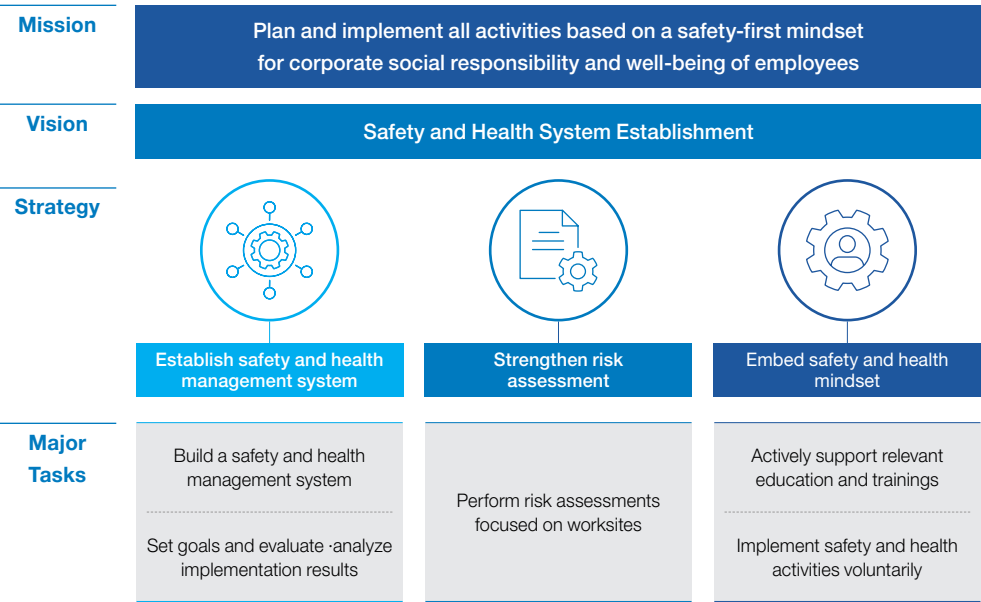 Mission
Plan and implement all activities based on a safety-first mindset
for corporate social responsibility and well-being of employees
Vision
Safety and Health System Establishment
Strategy
Establish safety and health
management system
Strengthen risk
assessment
Embed safety and health
mindset
Major
Tasks
Build a safety and health
management system
Set goals and evaluate ·analyze
implementation results
Perform risk assessments
focused on worksites
Actively support relevant
education and trainings
Implement safety and health
activities voluntarily